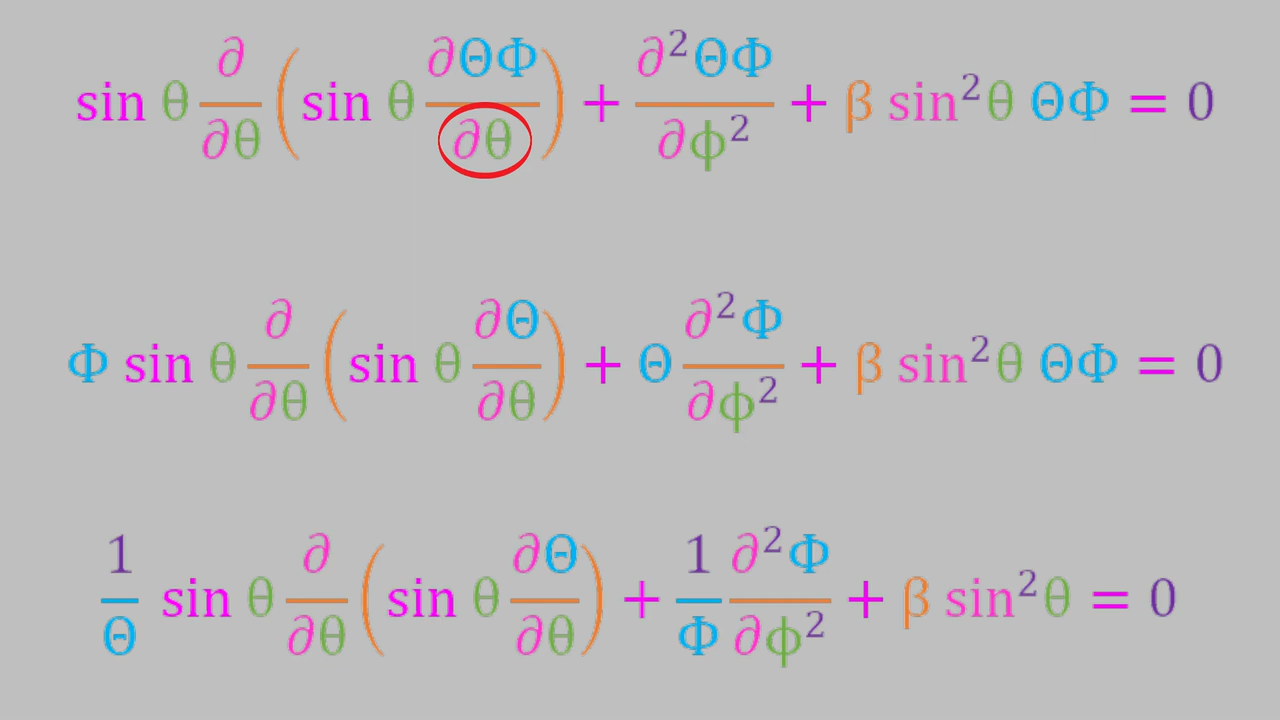 sin θ ∂/∂θ (sin θ ∂ΘΦ/∂θ) + ∂²ΘΦ/∂ϕ² + β sin²θ ΘΦ = 0
Φ sin θ ∂/∂θ (sin θ ∂Θ/∂θ) + Θ ∂²Φ/∂ϕ² + β sin²θ ΘΦ = 0
1/Θ sin θ ∂/∂θ (sin θ ∂Θ/∂θ) + 1/Φ ∂²Φ/∂ϕ² + β sin²θ = 0